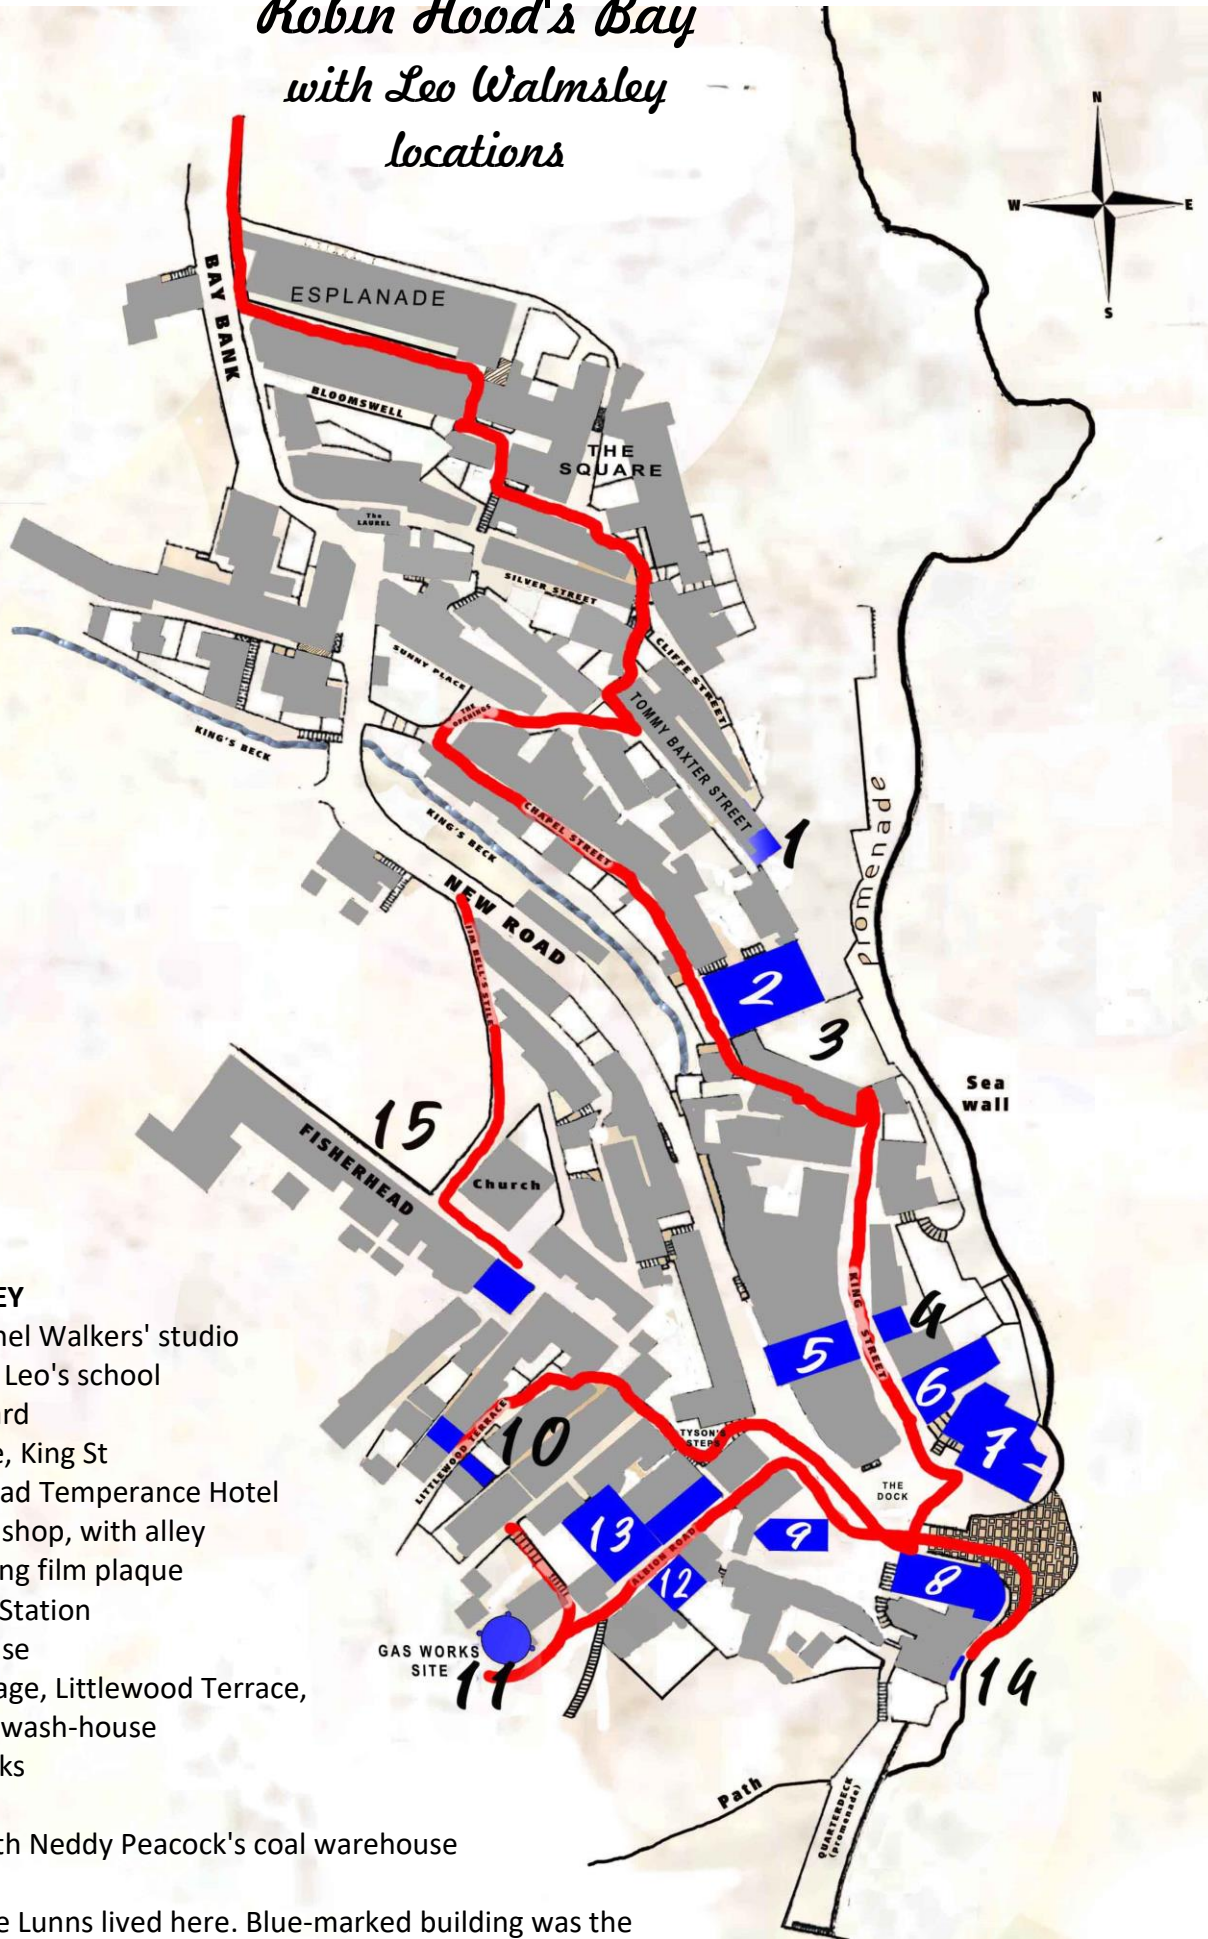 Robin Hood's Bay
with Leo Walmsley
locations
N
W
E
S
BAY BANK
ESPLANADE
BLOOMSWELL
THE
SQUARE
The
LAUREL
SILVER STREET
SUNNY PLACE
CLIFFE STREET
THE
OPENINGS
TOMMY BAXTER STREET
KING'S BECK
KING'S BECK
CHAPEL STREET
1
promenade
NEW ROAD
JIM BELL'S STILE
2
3
Sea
wall
15
FISHERHEAD
Church
KING STREET
4
5
6
7
LITTLEWOOD TERRACE
10
TYSON'S
STEPS
THE
DOCK
13
9
ALBION ROAD
12
8
GAS WORKS
SITE
11
14
Path
QUARTERDECK
(promenade)
EY
nel Walkers' studio
Leo's school
ard
e, King St
ad Temperance Hotel
shop, with alley
ng film plaque
Station
se
age, Littlewood Terrace,
wash-house
ks
th Neddy Peacock's coal warehouse
e Lunns lived here. Blue-marked building was the